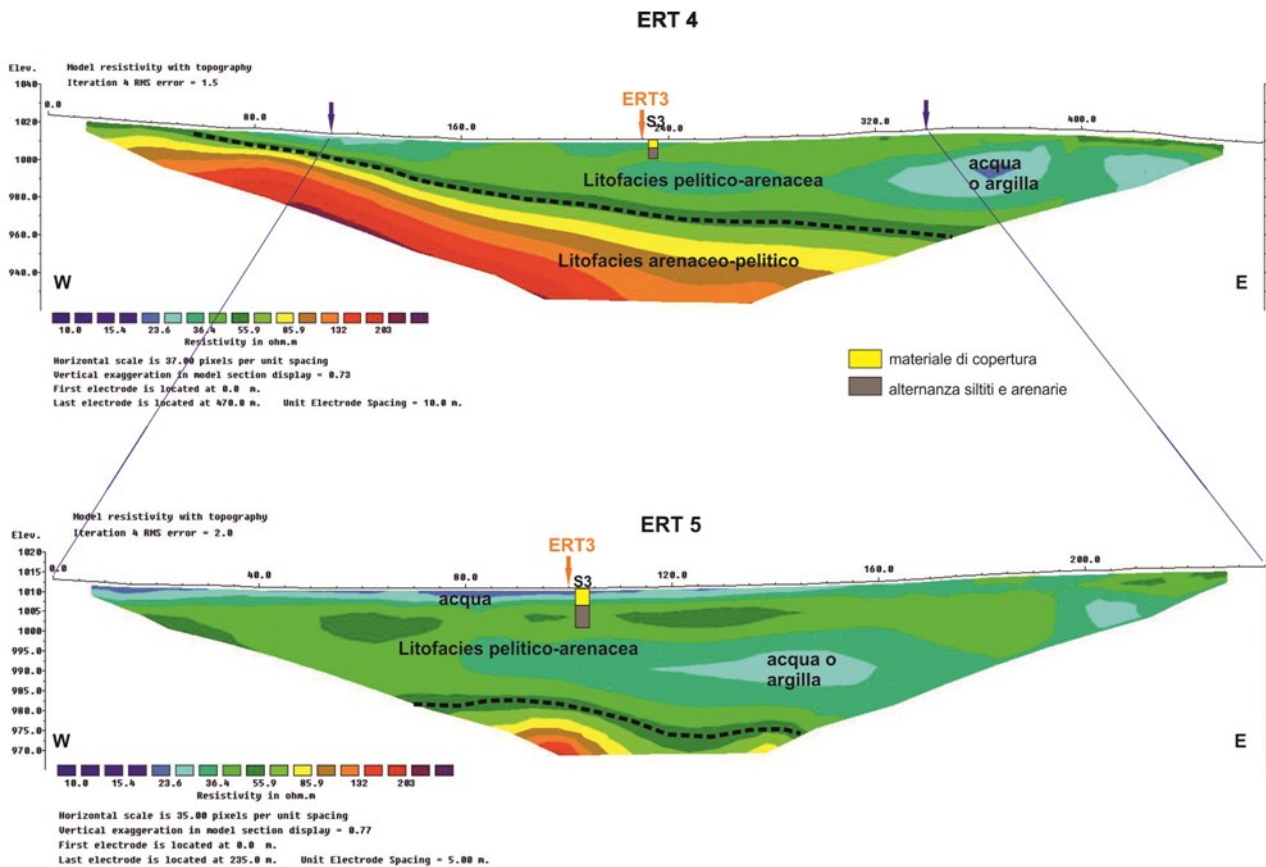 ERT 4
Model resistivity with topography
Elev.
Iteration 4 RMS error = 1.5
1040
1020
1000
980.0
960.0
940.0
0.0
80.0
160.0
240.0
320.0
400.0
ERT3
S3
Litofacies pelitico-arenacea
acqua
o argilla
Litofacies arenaceo-pelitico
W
E
10.0 15.4 23.6 36.4 55.9 85.9 132 203
Resistivity in ohm.m
Horizontal scale is 37.00 pixels per unit spacing
Vertical exaggeration in model section display = 0.73
First electrode is located at 0.0 m.
Last electrode is located at 470.0 m. Unit Electrode Spacing = 10.0 m.
materiale di copertura
alternanza siltiti e arenarie
ERT 5
Model resistivity with topography
Elev.
Iteration 4 RMS error = 2.0
1020
1015
1010
1005
1000
995.0
990.0
985.0
980.0
975.0
970.0
0.0
40.0
80.0
120.0
160.0
200.0
ERT3
S3
acqua
Litofacies pelitico-arenacea
acqua o
argilla
W
E
10.0 15.4 23.6 36.4 55.9 85.9 132 203
Resistivity in ohm.m
Horizontal scale is 35.00 pixels per unit spacing
Vertical exaggeration in model section display = 0.77
First electrode is located at 0.0 m.
Last electrode is located at 235.0 m. Unit Electrode Spacing = 5.00 m.